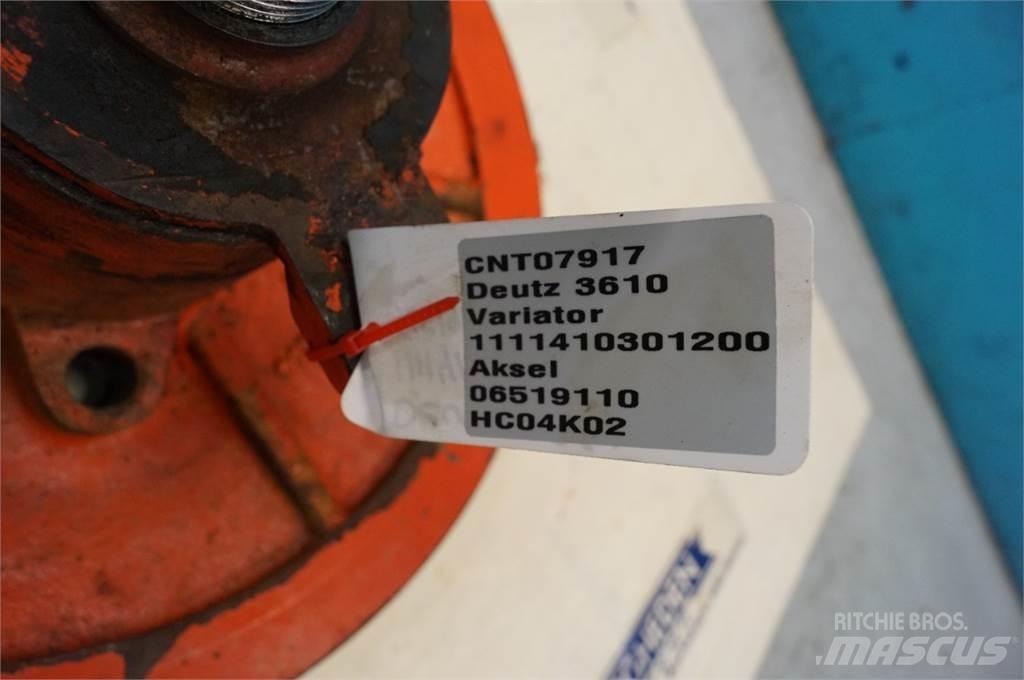 CNT07917
Deutz 3610
Variator
1111410301200
Aksel
06519110
HC04K02
RITCHIE BROS.
MASCUS